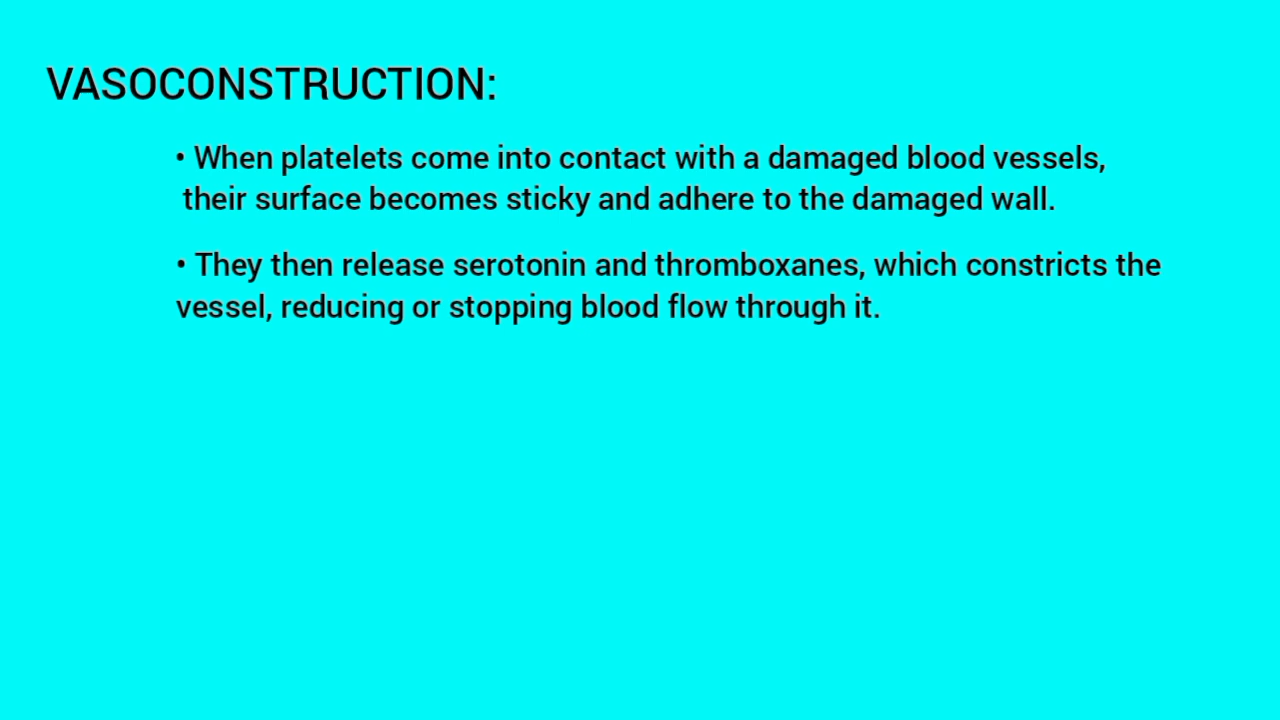 VASOCONSTRUCTION:
• When platelets come into contact with a damaged blood vessels,
their surface becomes sticky and adhere to the damaged wall.
• They then release serotonin and thromboxanes, which constricts the
vessel, reducing or stopping blood flow through it.